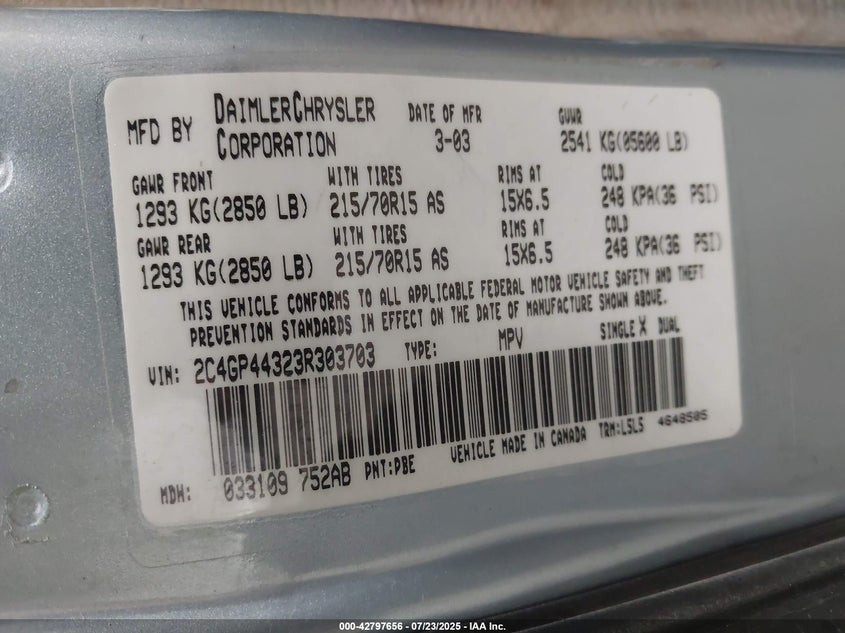 MFD BY DAIMLERCHRYSLER CORPORATION DATE OF MFR 3-03 GVWR 2541 KG(05600 LB)
GAWR FRONT WITH TIRES RIMS AT COLD
1293 KG(2850 LB) 215/70R15 AS 15X6.5 248 KPA(36 PSI)
GAWR REAR WITH TIRES RIMS AT COLD
1293 KG(2850 LB) 215/70R15 AS 15X6.5 248 KPA(36 PSI)
THIS VEHICLE CONFORMS TO ALL APPLICABLE FEDERAL MOTOR VEHICLE SAFETY AND THEFT
PREVENTION STANDARDS IN EFFECT ON THE DATE OF MANUFACTURE SHOWN ABOVE.
VIN: 2C4GP44323R303703 TYPE: MPV SINGLE X DUAL
MDH: 033109 752AB PNT:PBE VEHICLE MADE IN CANADA TRM:L5L5 4648505
000-42797656 - 07/23/2025 - IAA Inc.